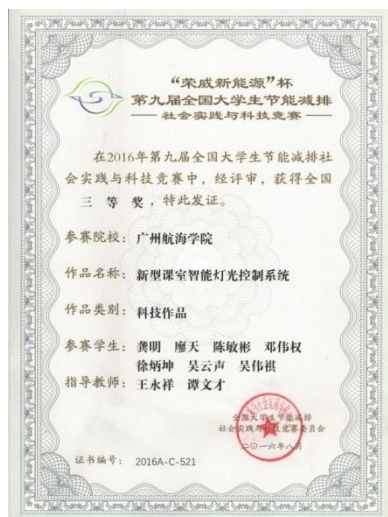 “荣威新能源”杯
第九届全国大学生节能减排
社会实践与科技竞赛
在2016年第九届全国大学生节能减排社
会实践与科技竞赛中，经评审，获得全国
三等奖，特此发证。
参赛院校：广州航海学院
作品名称：新型课室智能灯光控制系统
作品类别：科技作品
参赛学生：龚明 廖天 陈敏彬 邓伟权
徐炳坤 吴云声 吴伟祺
指导教师：王永祥 谭文才
全国大学生节能减排
社会实践与科技竞赛委员会
二〇一六年八月
证书编号：2016A-C-521